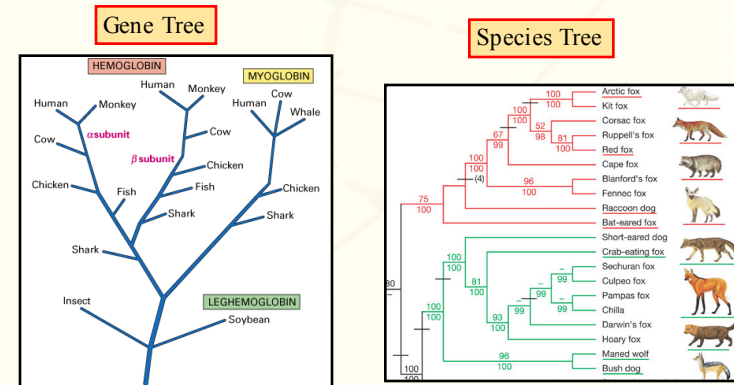 Gene Tree
Species Tree
HEMOGLOBIN
MYOGLOBIN
Human
Monkey
Human
Monkey
Cow
Human
Whale
α subunit
Cow
Cow
β subunit
Chicken
Chicken
Fish
Fish
Chicken
Shark
Shark
Shark
Insect
LEGHEMOGLOBIN
Soybean
100
100
Arctic fox
Kit fox
100
100
Corsac fox
52
98
Ruppell's fox
81
100
Red fox
67
99
Cape fox
100
100
(4)
96
100
Blanford's fox
Fennec fox
75
100
Raccoon dog
Bat-eared fox
Short-eared dog
100
100
Crab-eating fox
81
100
Sechuran fox
–
99
Culpeo fox
–
99
Pampas fox
–
99
Chilla
93
100
Darwin's fox
Hoary fox
100
100
96
100
Maned wolf
Bush dog
100
100